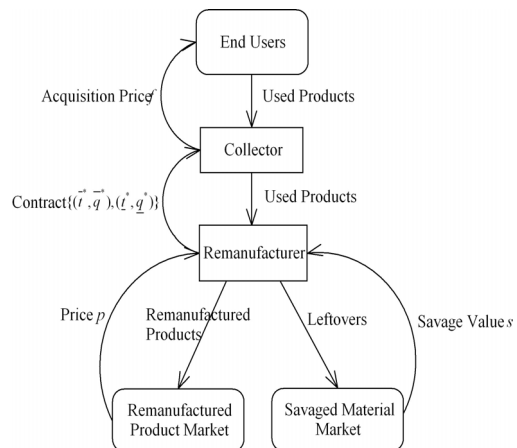 End Users
Acquisition Price f
Used Products
Collector
Contract{(t̄*, q̄*),(t̲*, q̲*)}
Used Products
Remanufacturer
Price p
Remanufactured
Products
Leftovers
Savage Value s
Remanufactured
Product Market
Savaged Material
Market